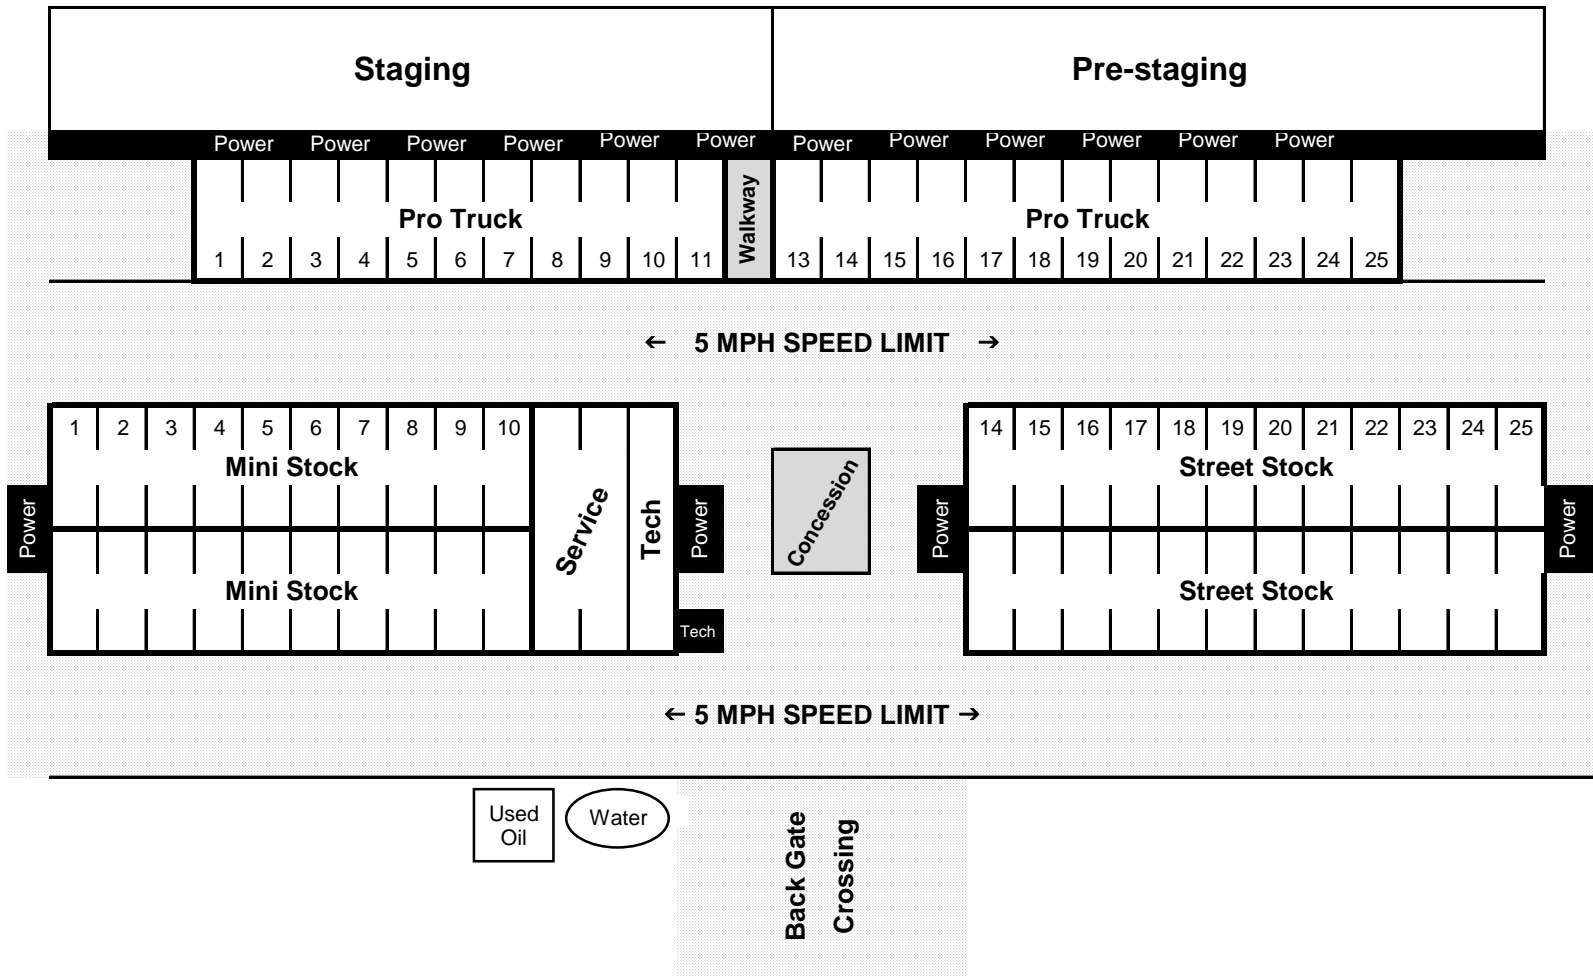 Staging Pre-staging
Power Power Power Power Power Power Power Power Power Power Power Power
Pro Truck Walkway Pro Truck
1 2 3 4 5 6 7 8 9 10 11 13 14 15 16 17 18 19 20 21 22 23 24 25
← 5 MPH SPEED LIMIT →
1 2 3 4 5 6 7 8 9 10 14 15 16 17 18 19 20 21 22 23 24 25
Mini Stock Street Stock
Power Service Tech Power Concession Power Power
Mini Stock Street Stock
Tech
← 5 MPH SPEED LIMIT →
Used
Oil
Water
Back Gate
Crossing